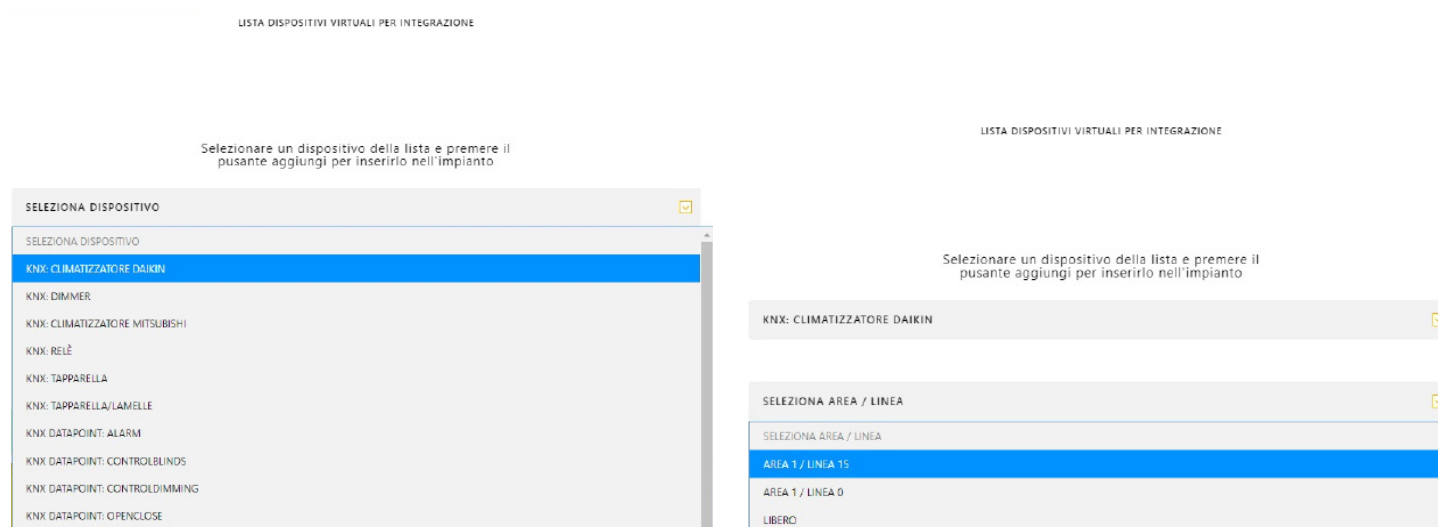 LISTA DISPOSITIVI VIRTUALI PER INTEGRAZIONE
Selezionare un dispositivo della lista e premere il
pusante aggiungi per inserirlo nell'impianto
SELEZIONA DISPOSITIVO
SELEZIONA DISPOSITIVO
KNX: CLIMATIZZATORE DAIKIN
KNX: DIMMER
KNX: CLIMATIZZATORE MITSUBISHI
KNX: RELÈ
KNX: TAPPARELLA
KNX: TAPPARELLA/LAMELLE
KNX DATAPOINT: ALARM
KNX DATAPOINT: CONTROLBLINDS
KNX DATAPOINT: CONTROLDIMMING
KNX DATAPOINT: OPENCLOSE
LISTA DISPOSITIVI VIRTUALI PER INTEGRAZIONE
Selezionare un dispositivo della lista e premere il
pusante aggiungi per inserirlo nell'impianto
KNX: CLIMATIZZATORE DAIKIN
SELEZIONA AREA / LINEA
SELEZIONA AREA / LINEA
AREA 1 / LINEA 15
AREA 1 / LINEA 0
LIBERO